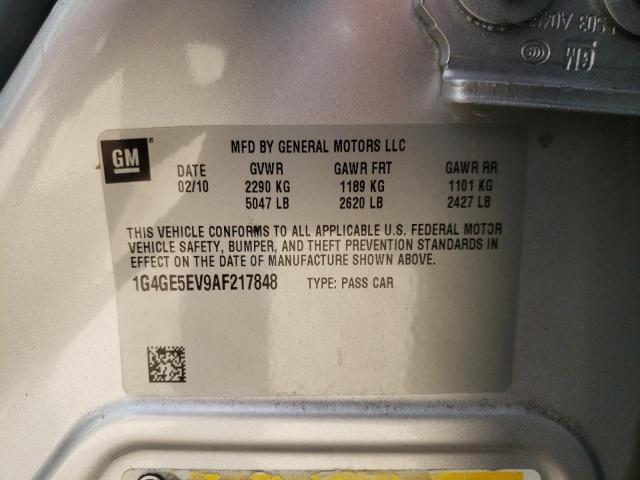 GM
MFD BY GENERAL MOTORS LLC
DATE GVWR GAWR FRT GAWR RR
02/10 2290 KG 1189 KG 1101 KG
5047 LB 2620 LB 2427 LB
THIS VEHICLE CONFORMS TO ALL APPLICABLE U.S. FEDERAL MOTOR
VEHICLE SAFETY, BUMPER, AND THEFT PREVENTION STANDARDS
IN EFFECT ON THE DATE OF MANUFACTURE SHOWN ABOVE.
1G4GE5EV9AF217848 TYPE: PASS CAR
GM